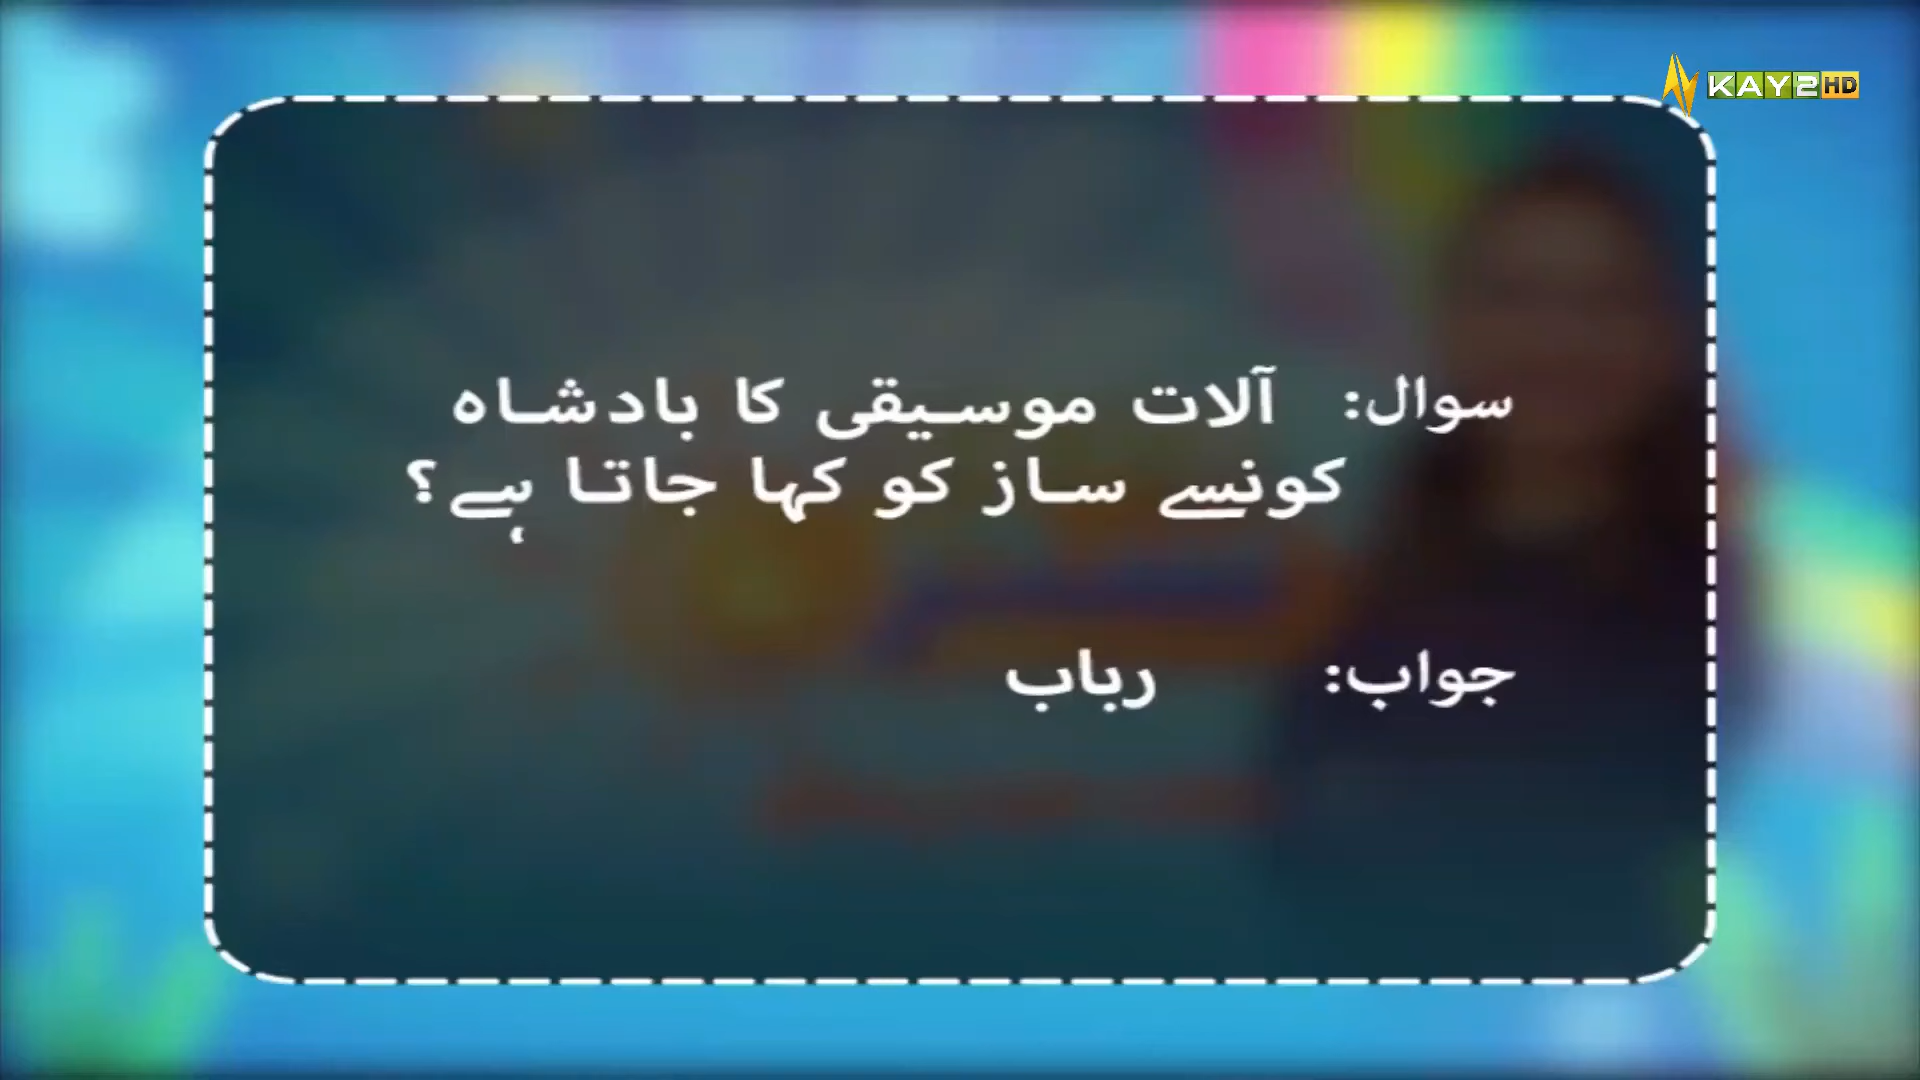 KAY2 HD
سوال: آلات موسیقی کا بادشاہ
کونسے ساز کو کہا جاتا ہے؟
جواب: رباب